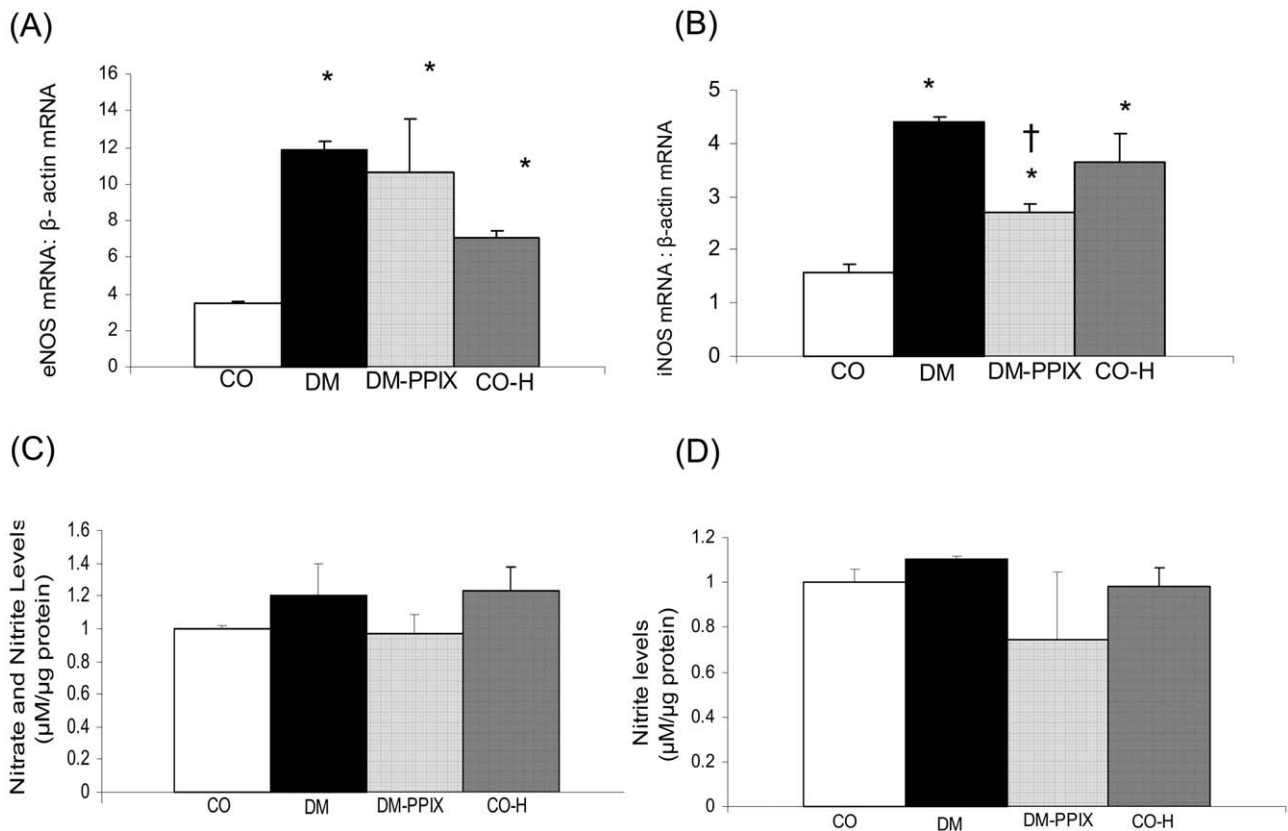 (A)
eNOS mRNA: β- actin mRNA
16
14
12
10
8
6
4
2
0
*
*
*
CO
DM
DM-PPIX
CO-H
(B)
iNOS mRNA : β-actin mRNA
5
4
3
2
1
0
*
†
*
*
CO
DM
DM-PPIX
CO-H
(C)
Nitrate and Nitrite Levels
(µM/µg protein)
1.6
1.4
1.2
1
0.8
0.6
0.4
0.2
0
CO
DM
DM-PPIX
CO-H
(D)
Nitrite levels
(µM/µg protein)
1.2
1
0.8
0.6
0.4
0.2
0
CO
DM
DM-PPIX
CO-H